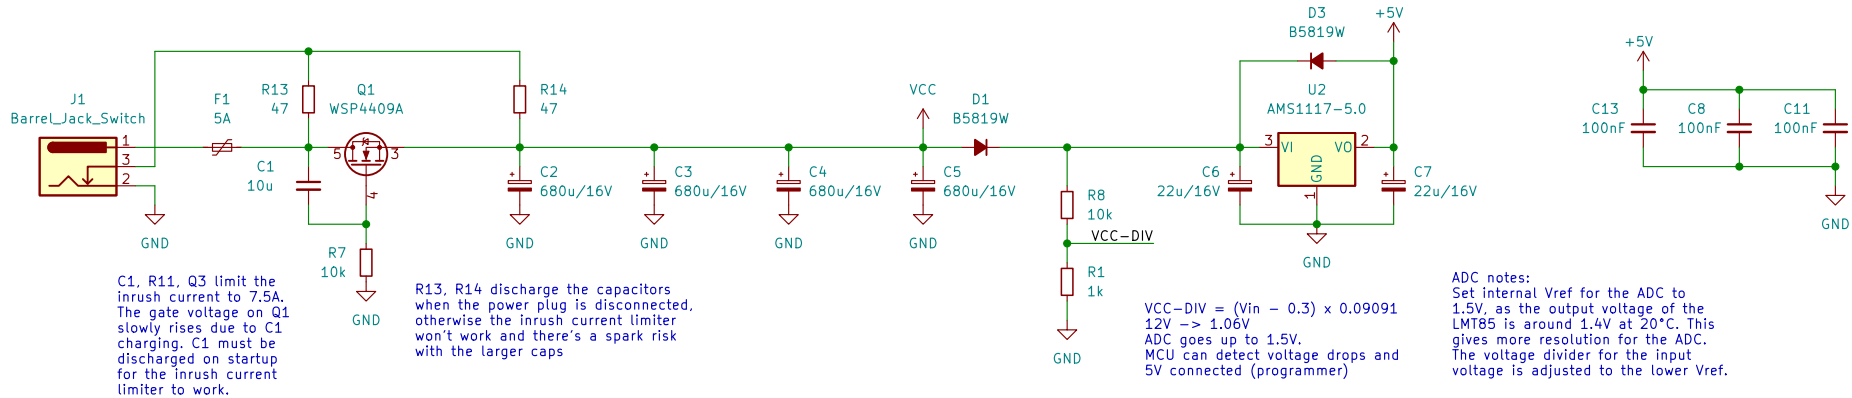 J1
Barrel_Jack_Switch
1
3
2
GND
F1
5A
R13
47
C1
10u
Q1
WSP4409A
5
3
4
R7
10k
GND
R14
47
C2
680u/16V
GND
C3
680u/16V
GND
C4
680u/16V
GND
VCC
C5
680u/16V
GND
D1
B5819W
R8
10k
VCC-DIV
R1
1k
GND
D3
B5819W
+5V
U2
AMS1117-5.0
3
VI
VO
2
GND
1
C6
22u/16V
C7
22u/16V
GND
+5V
C13
100nF
C8
100nF
C11
100nF
GND
C1, R11, Q3 limit the
inrush current to 7.5A.
The gate voltage on Q1
slowly rises due to C1
charging. C1 must be
discharged on startup
for the inrush current
limiter to work.
R13, R14 discharge the capacitors
when the power plug is disconnected,
otherwise the inrush current limiter
won't work and there's a spark risk
with the larger caps
VCC-DIV = (Vin - 0.3) x 0.09091
12V -> 1.06V
ADC goes up to 1.5V.
MCU can detect voltage drops and
5V connected (programmer)
ADC notes:
Set internal Vref for the ADC to
1.5V, as the output voltage of the
LMT85 is around 1.4V at 20°C. This
gives more resolution for the ADC.
The voltage divider for the input
voltage is adjusted to the lower Vref.